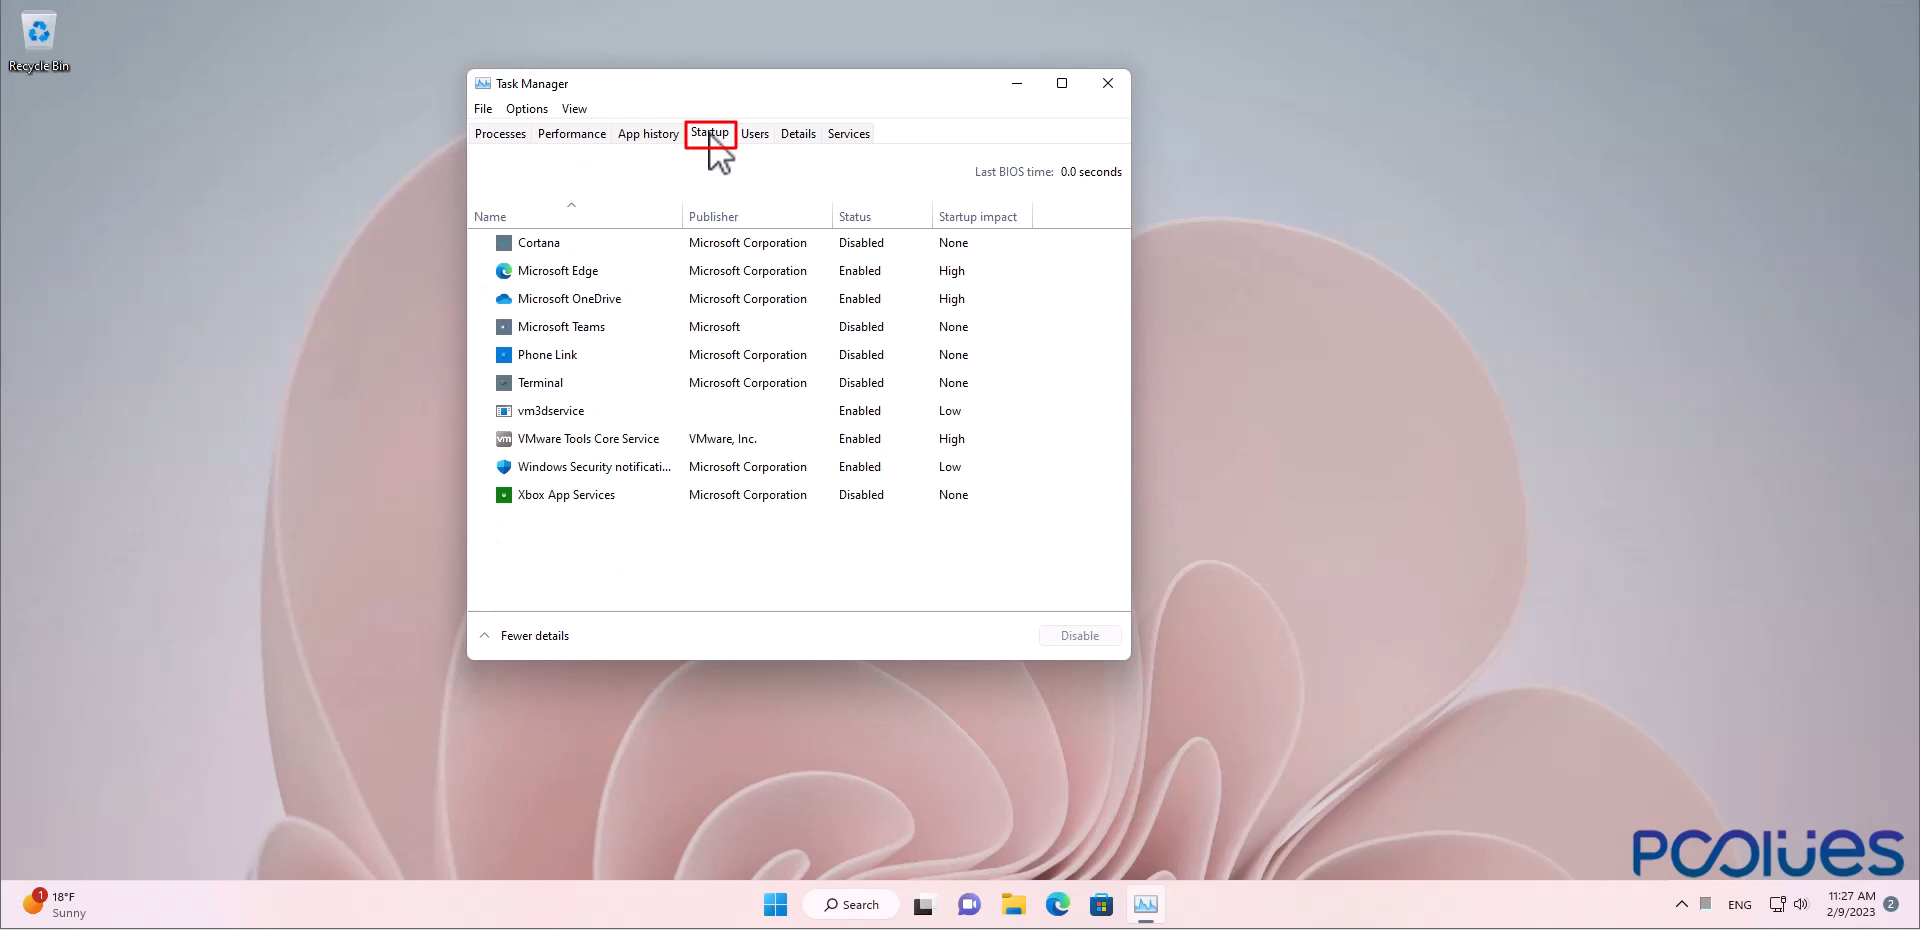 Recycle Bin
Task Manager
File Options View
Processes Performance App history Startup Users Details Services
Last BIOS time: 0.0 seconds
Name Publisher Status Startup impact
Cortana Microsoft Corporation Disabled None
Microsoft Edge Microsoft Corporation Enabled High
Microsoft OneDrive Microsoft Corporation Enabled High
Microsoft Teams Microsoft Disabled None
Phone Link Microsoft Corporation Disabled None
Terminal Microsoft Corporation Disabled None
vm3dservice Enabled Low
vm VMware Tools Core Service VMware, Inc. Enabled High
Windows Security notificati... Microsoft Corporation Enabled Low
Xbox App Services Microsoft Corporation Disabled None
Fewer details Disable
PCOLUES
1 18°F
Sunny
Search
ENG
11:27 AM
2/9/2023
2